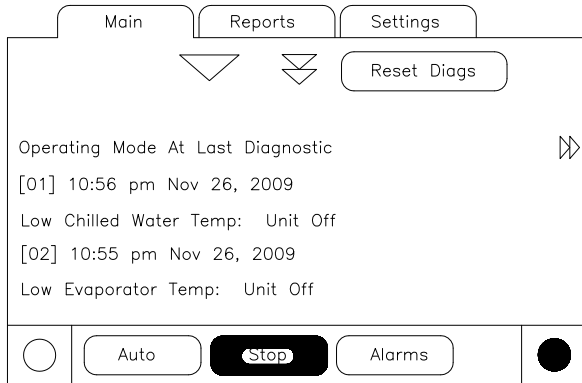 Main Reports Settings
Reset Diags
Operating Mode At Last Diagnostic
[01] 10:56 pm Nov 26, 2009
Low Chilled Water Temp: Unit Off
[02] 10:55 pm Nov 26, 2009
Low Evaporator Temp: Unit Off
Auto Stop Alarms